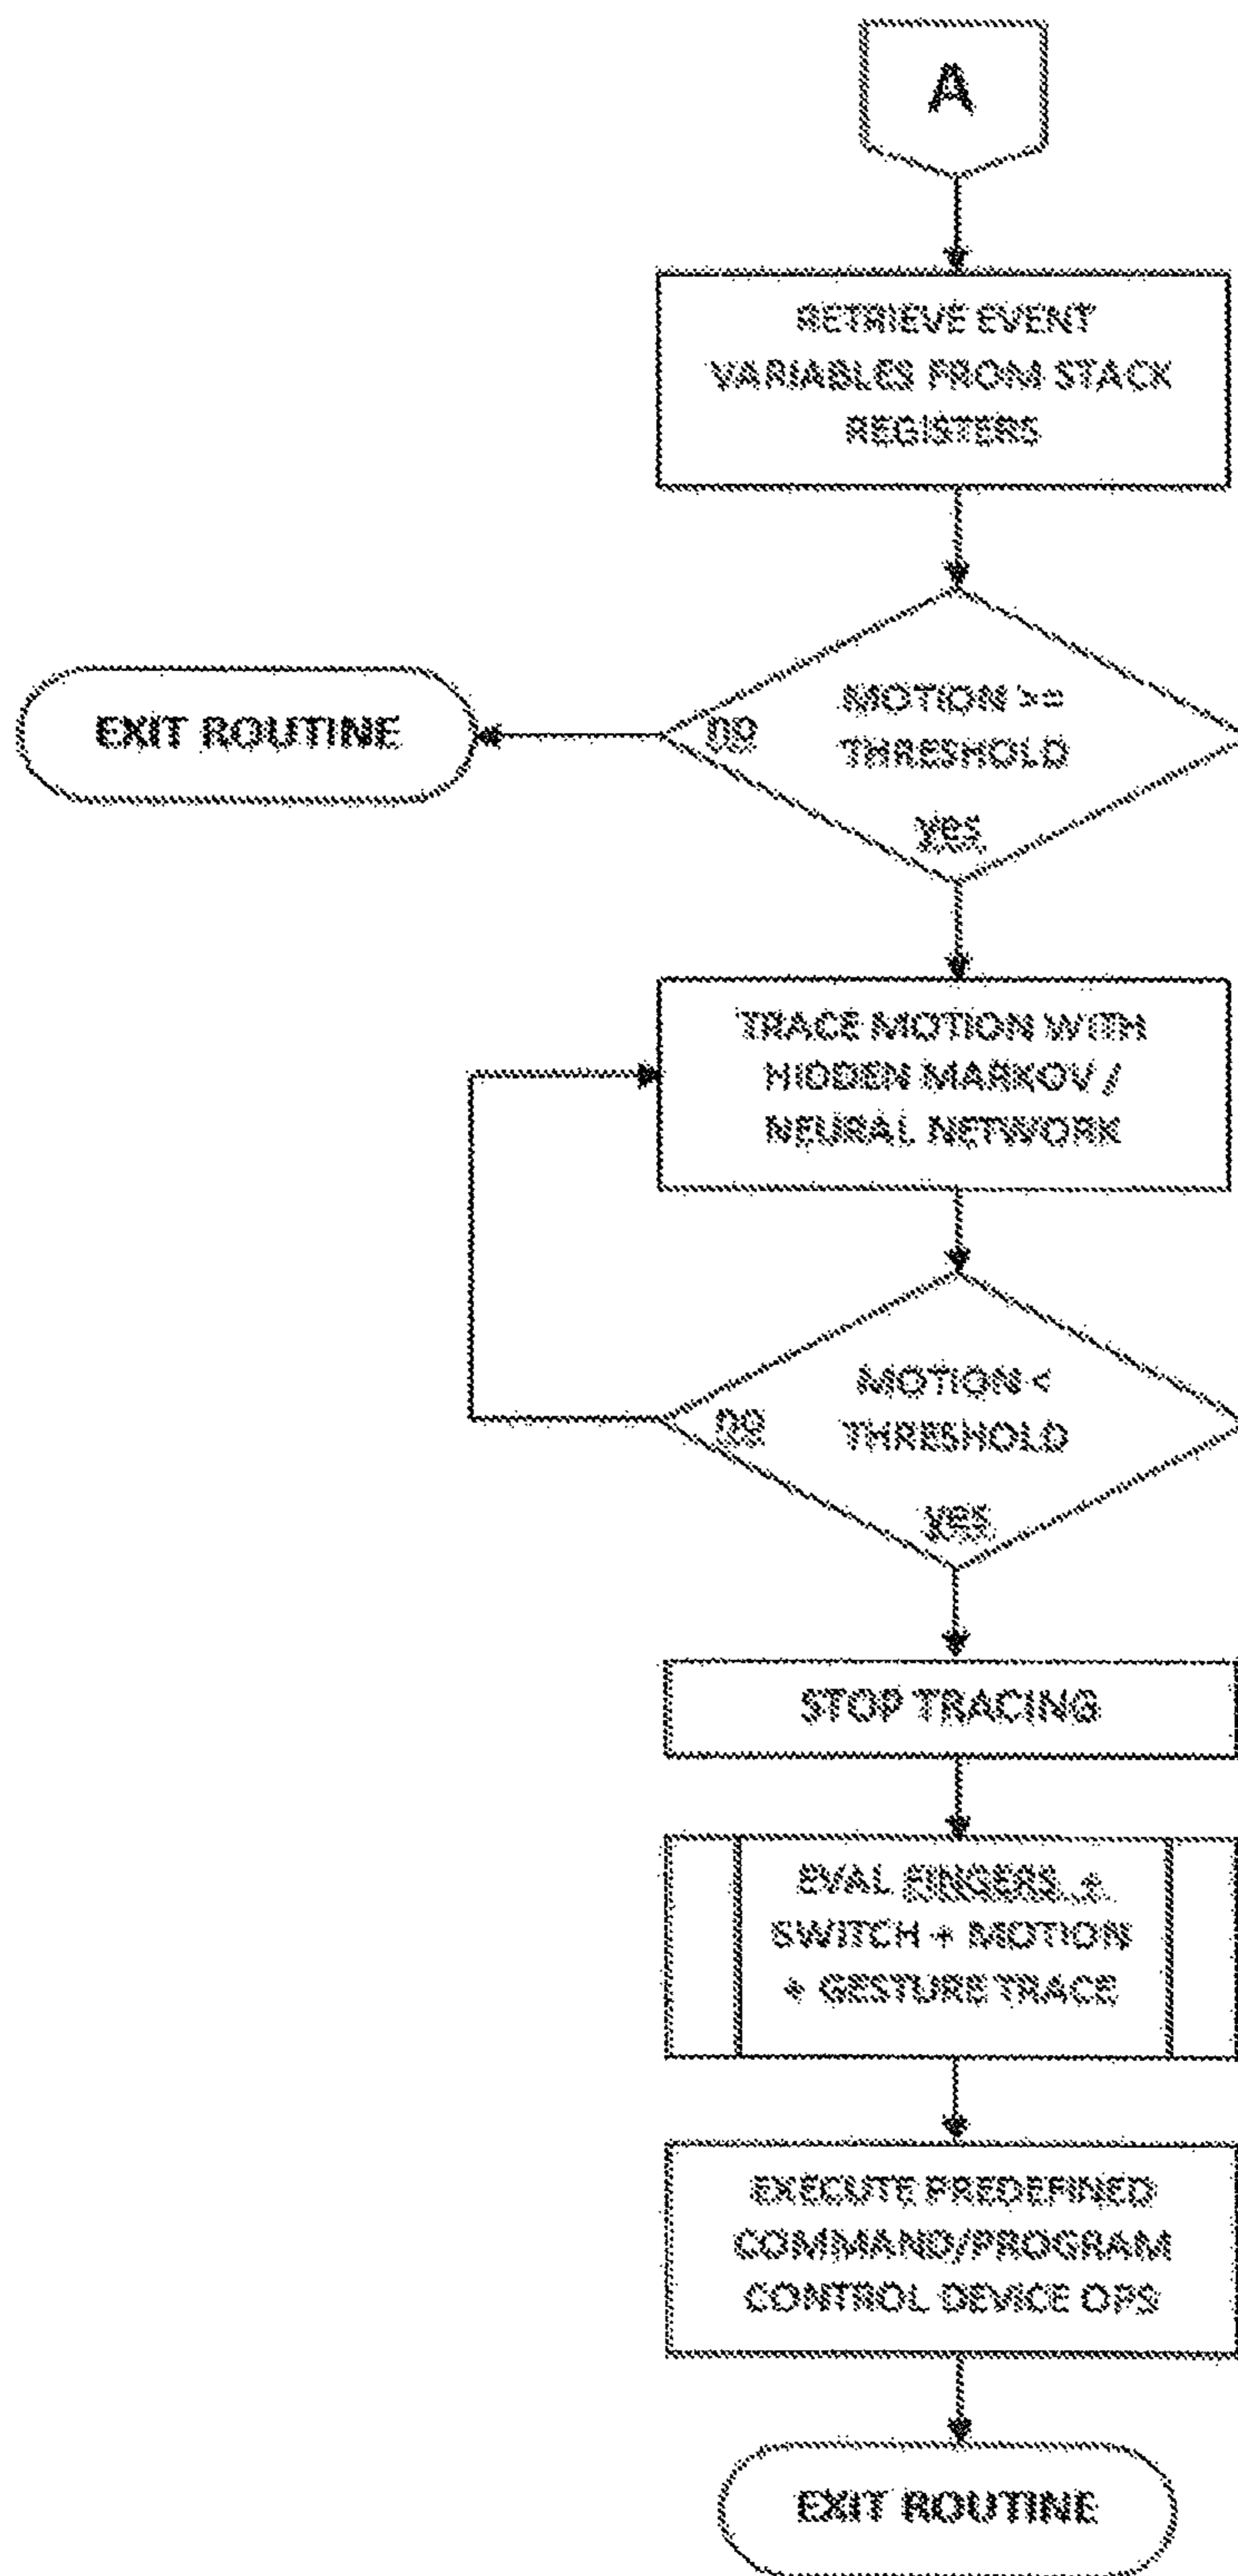 A
RETRIEVE EVENT
VARIABLES FROM STACK
REGISTERS
MOTION >=
THRESHOLD
no
yes
EXIT ROUTINE
TRACE MOTION WITH
HIDDEN MARKOV /
NEURAL NETWORK
MOTION <
THRESHOLD
no
yes
STOP TRACING
EVAL FINGERS +
SWITCH + MOTION
+ GESTURE TRACE
EXECUTE PREDEFINED
COMMAND/PROGRAM
CONTROL DEVICE OPS
EXIT ROUTINE